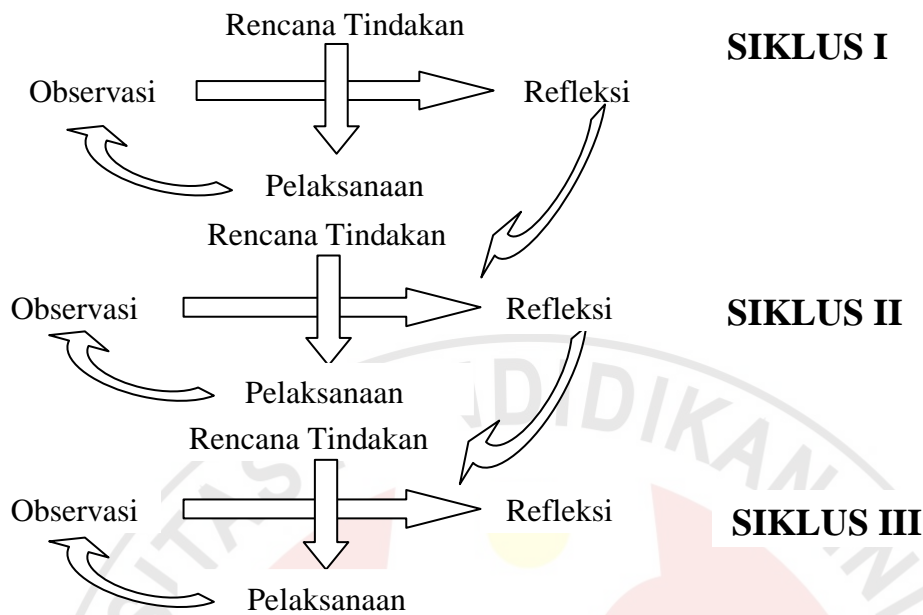 Rencana Tindakan
SIKLUS I
Observasi
Refleksi
Pelaksanaan
Rencana Tindakan
Observasi
Refleksi
SIKLUS II
Pelaksanaan
Rencana Tindakan
Observasi
Refleksi
SIKLUS III
Pelaksanaan